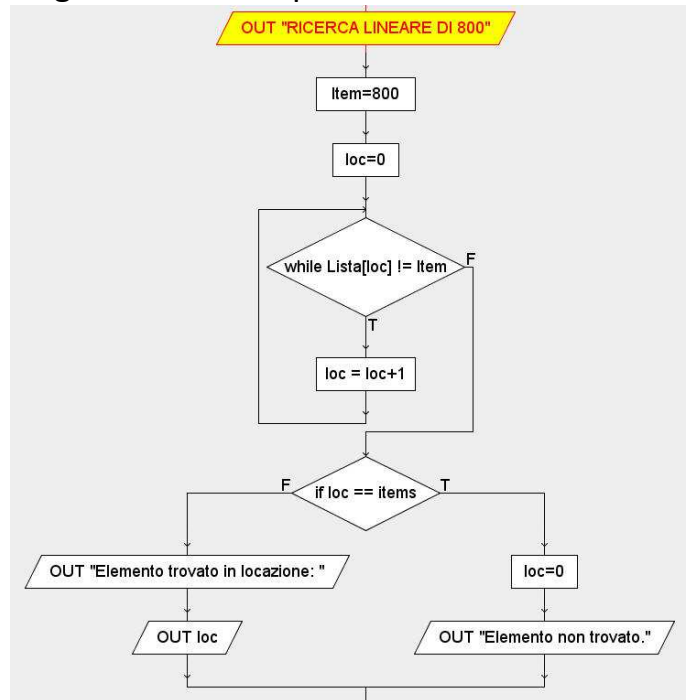 OUT "RICERCA LINEARE DI 800"
Item=800
loc=0
while Lista[loc] != Item
F
T
loc = loc+1
if loc == items
F
T
OUT "Elemento trovato in locazione: "
loc=0
OUT loc
OUT "Elemento non trovato."